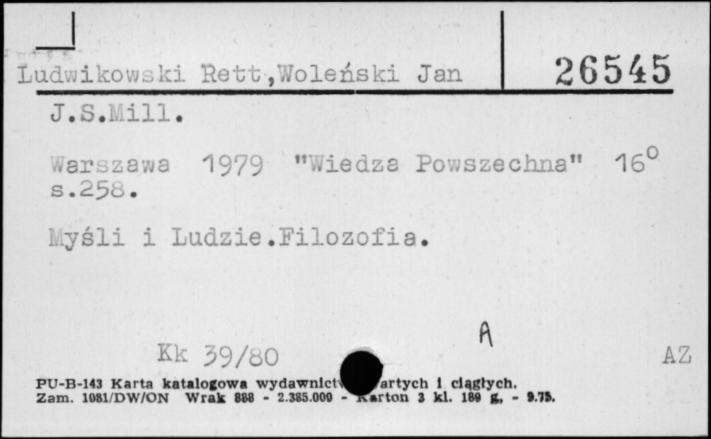 Ludwikowski Rett,Woleński Jan 26545
J.S.Mill.
Warszawa 1979 "Wiedza Powszechna" 16⁰
s.258.
Myśli i Ludzie.Filozofia.
A
Kk 39/80 AZ
PU-B-143 Karta katalogowa wydawnict artych i ciągłych.
Zam. 1081/DW/ON Wrak 888 - 2.385.000 - Karton 3 kl. 180 g. - 9.75.